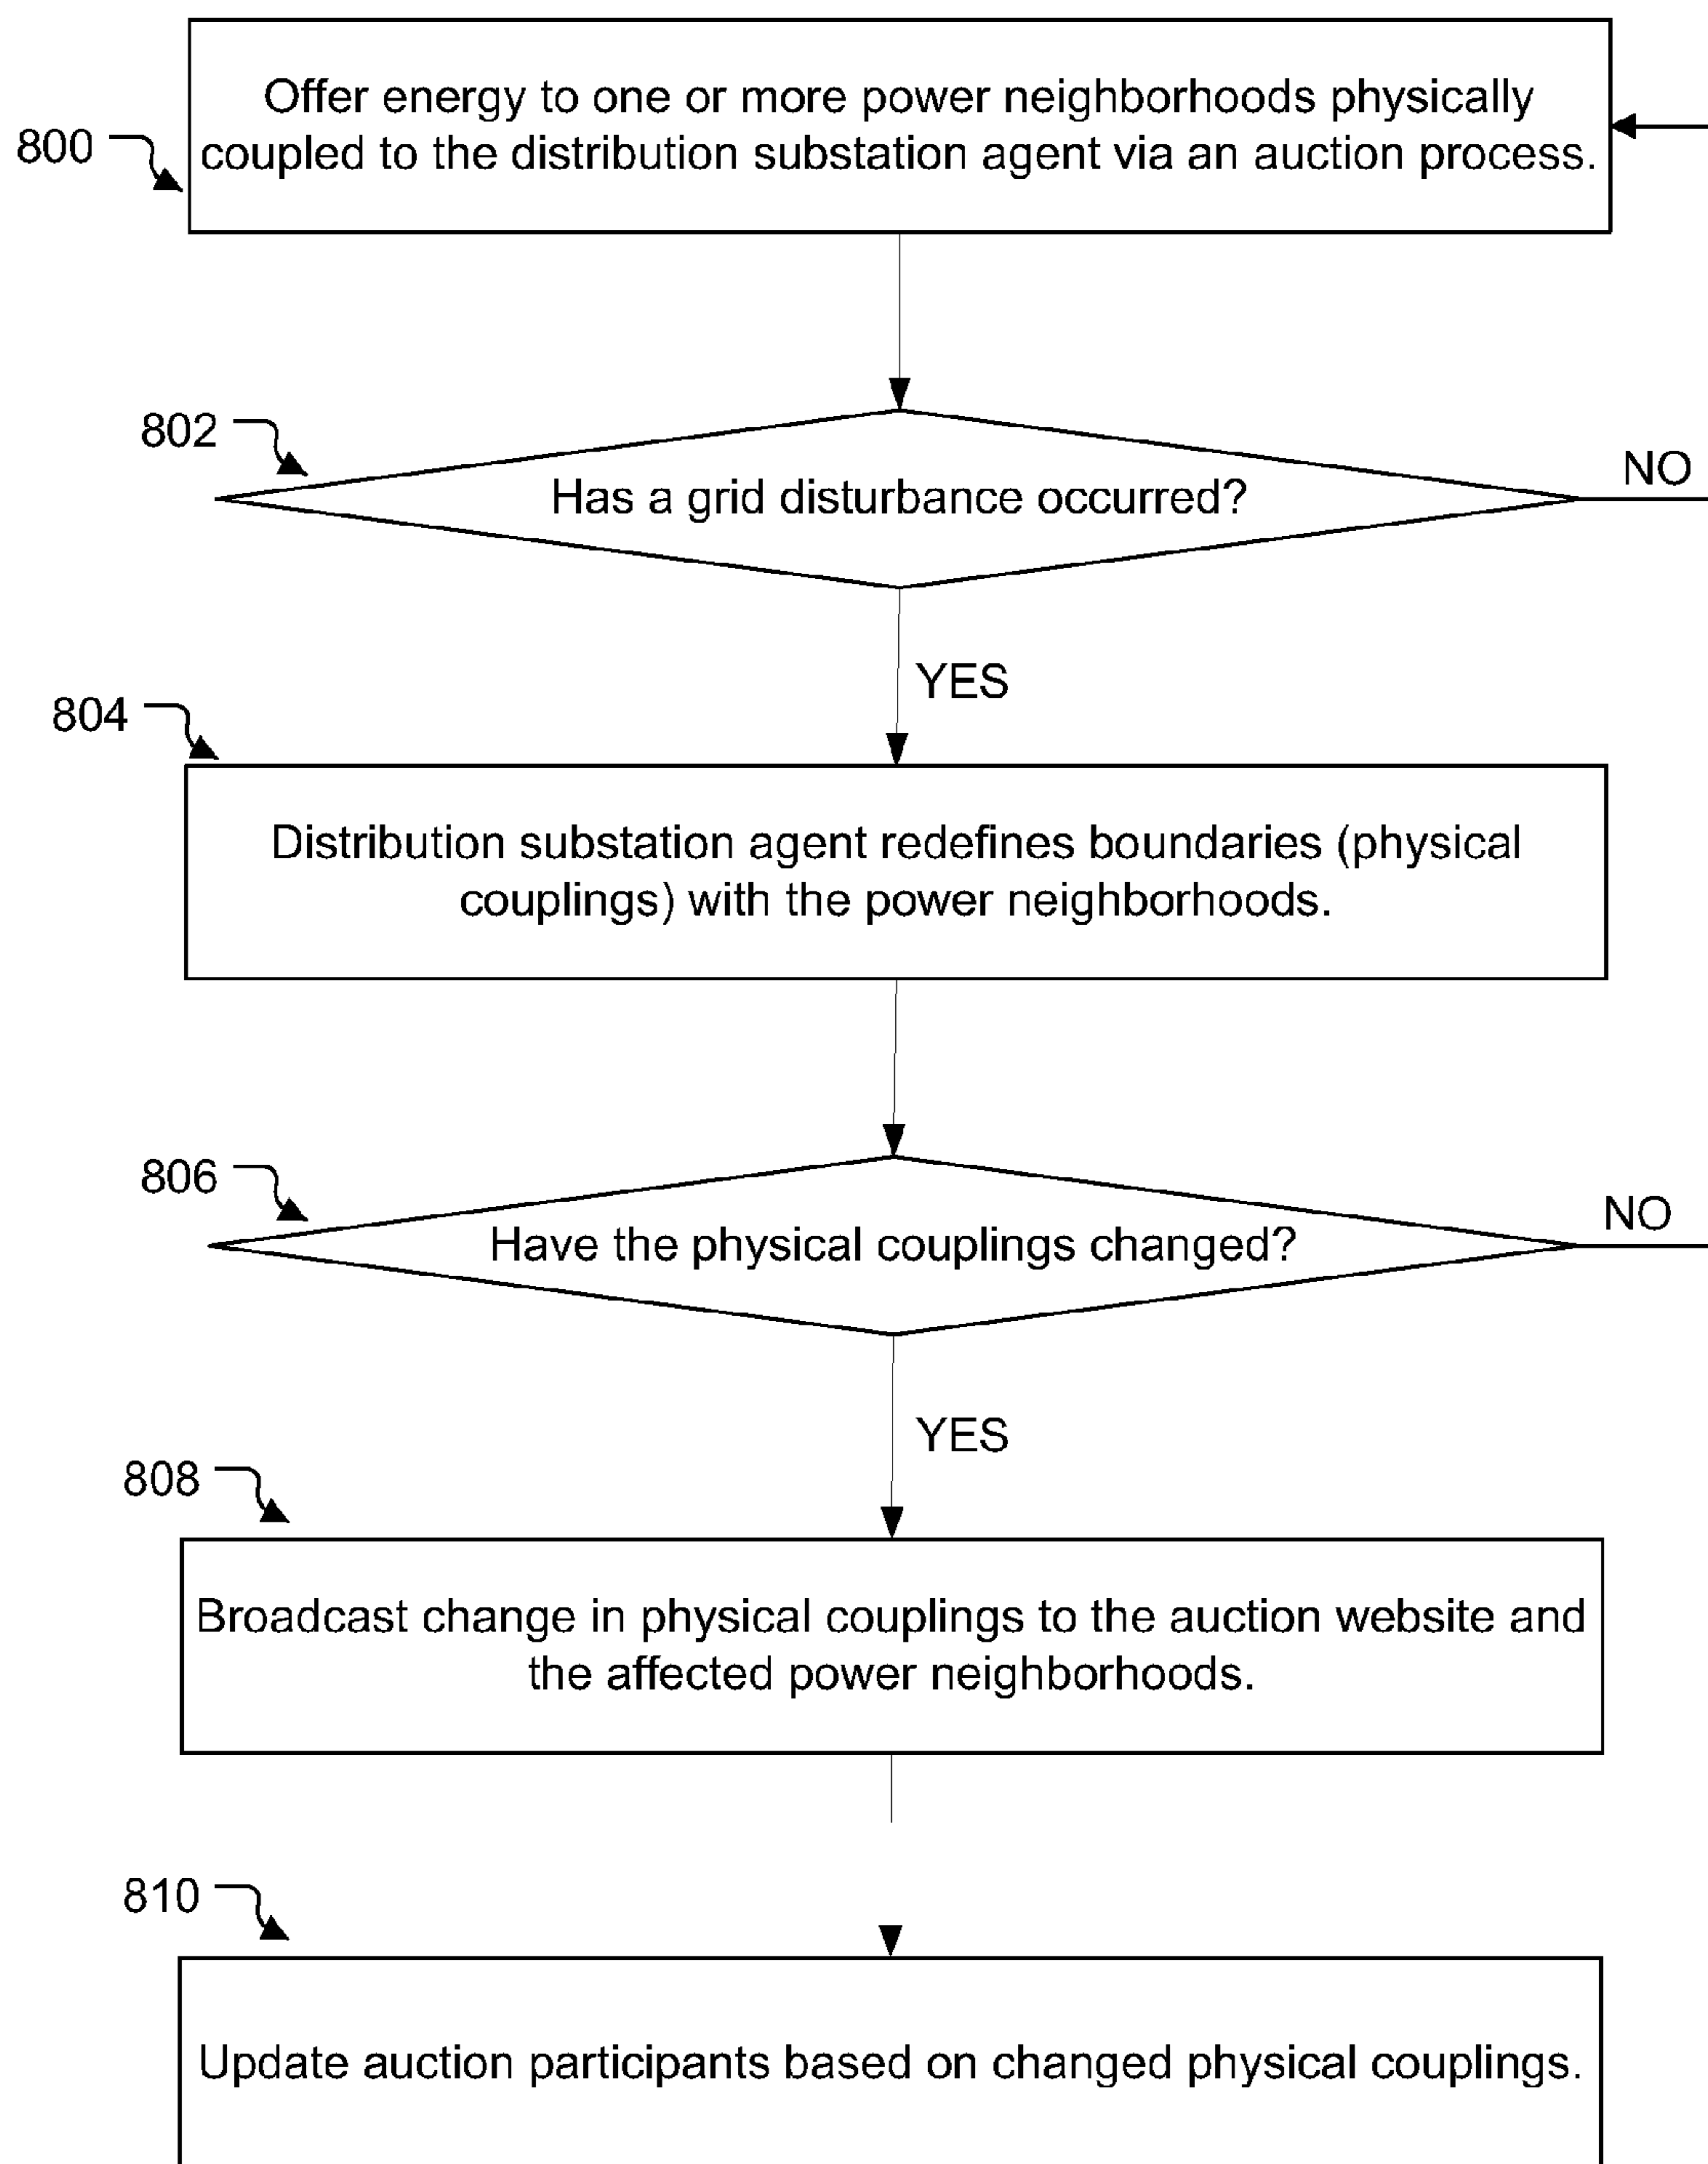 Offer energy to one or more power neighborhoods physically
800
coupled to the distribution substation agent via an auction process.
802
Has a grid disturbance occurred?
NO
YES
804
Distribution substation agent redefines boundaries (physical
couplings) with the power neighborhoods.
806
Have the physical couplings changed?
NO
YES
808
Broadcast change in physical couplings to the auction website and
the affected power neighborhoods.
810
Update auction participants based on changed physical couplings.